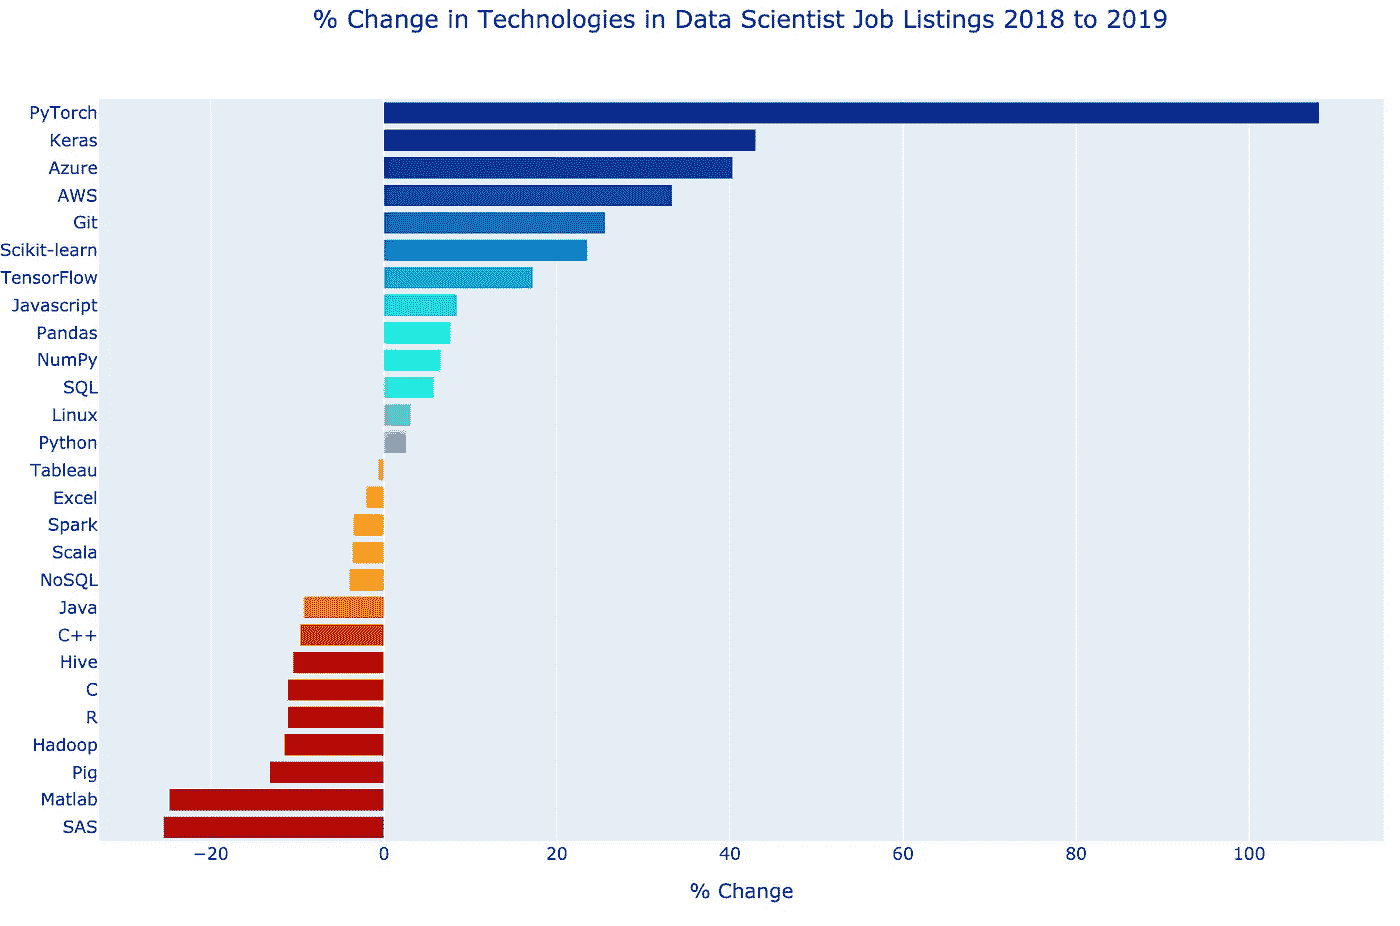 % Change in Technologies in Data Scientist Job Listings 2018 to 2019
PyTorch
Keras
Azure
AWS
Git
Scikit-learn
TensorFlow
Javascript
Pandas
NumPy
SQL
Linux
Python
Tableau
Excel
Spark
Scala
NoSQL
Java
C++
Hive
C
R
Hadoop
Pig
Matlab
SAS
−20 0 20 40 60 80 100
% Change